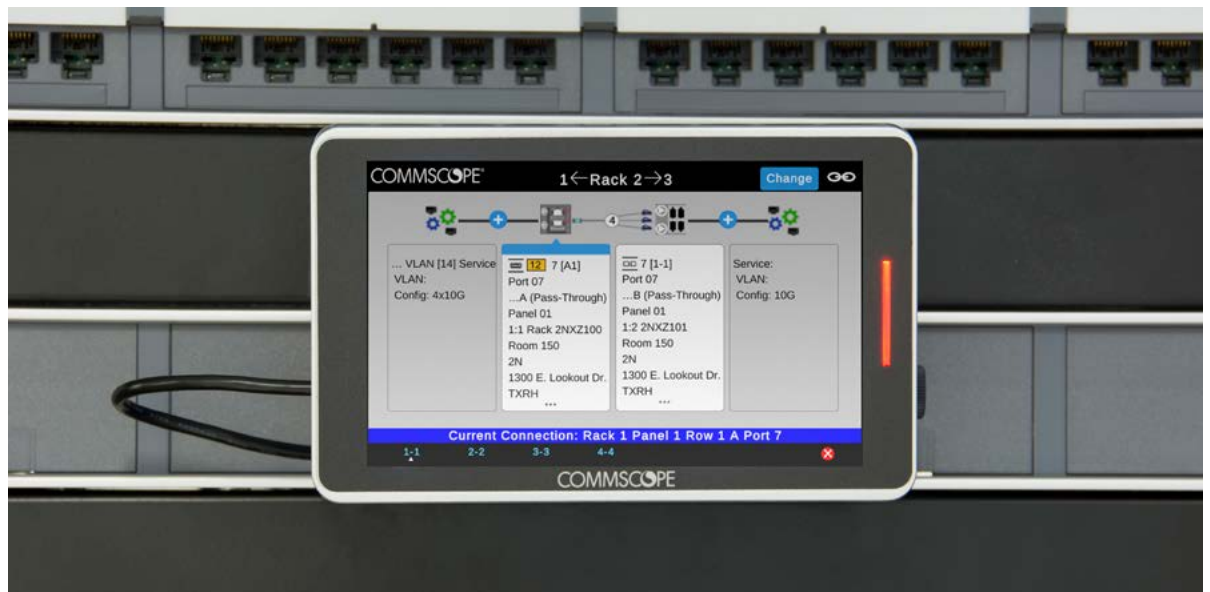 COMMSCOPE®
1←Rack 2→3
Change
4
... VLAN [14] Service
VLAN:
Config: 4x10G
12 7 [A1]
Port 07
...A (Pass-Through)
Panel 01
1:1 Rack 2NXZ100
Room 150
2N
1300 E. Lookout Dr.
TXRH
...
7 [1-1]
Port 07
...B (Pass-Through)
Panel 01
1:2 2NXZ101
Room 150
2N
1300 E. Lookout Dr.
TXRH
...
Service:
VLAN:
Config: 10G
Current Connection: Rack 1 Panel 1 Row 1 A Port 7
1-1 2-2 3-3 4-4
COMMSCOPE